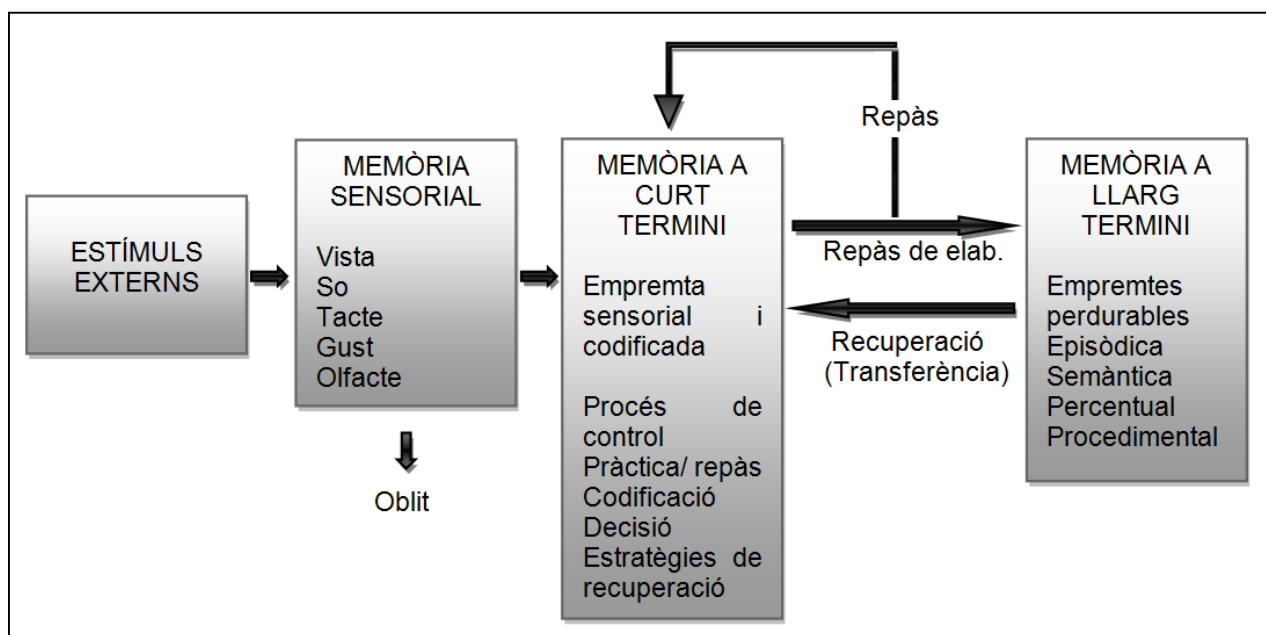 ESTÍMULS
EXTERNS
MEMÒRIA
SENSORIAL
Vista
So
Tacte
Gust
Olfacte
Oblit
MEMÒRIA A
CURT
TERMINI
Empremta
sensorial i
codificada
Procés de
control
Pràctica/ repàs
Codificació
Decisió
Estratègies de
recuperació
Repàs
Repàs de elab.
Recuperació
(Transferència)
MEMÒRIA A
LLARG
TERMINI
Empremtes
perdurables
Episòdica
Semàntica
Percentual
Procedimental